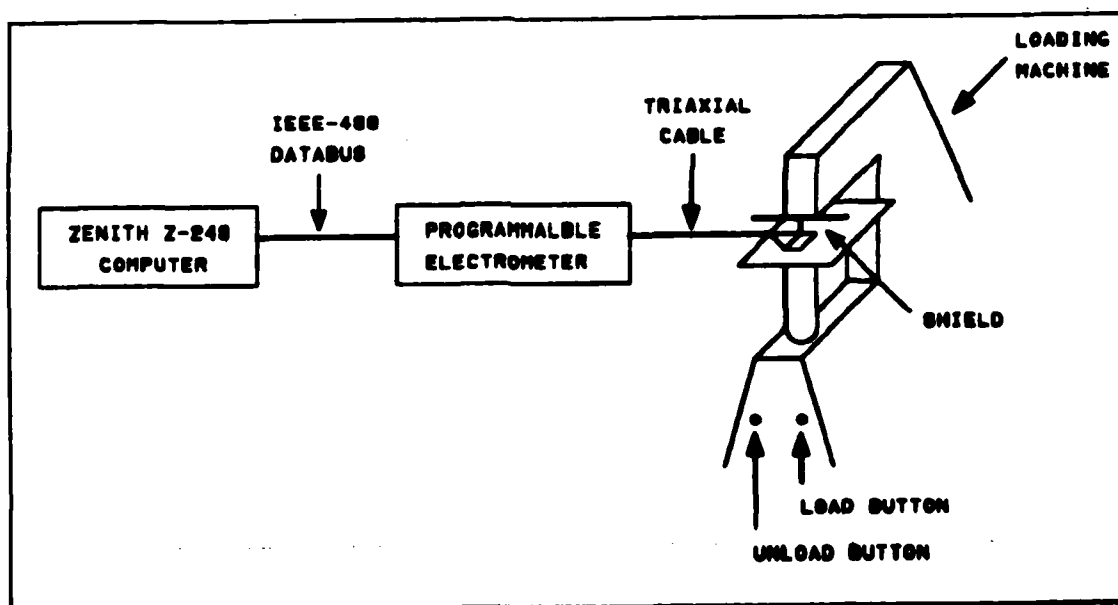 LOADING
MACHINE
TRIAXIAL
CABLE
IEEE-488
DATABUS
ZENITH Z-248
COMPUTER
PROGRAMMALBLE
ELECTROMETER
SHIELD
LOAD BUTTON
UNLOAD BUTTON